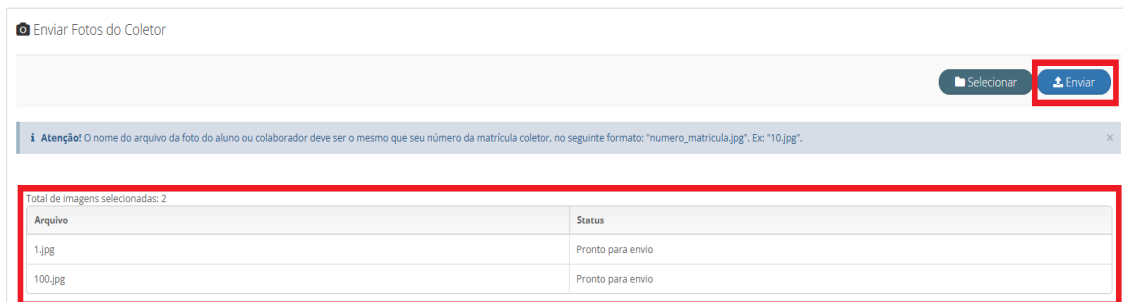 Enviar Fotos do Coletor
Selecionar Enviar
i Atenção! O nome do arquivo da foto do aluno ou colaborador deve ser o mesmo que seu número da matrícula coletor, no seguinte formato: "numero_matricula.jpg". Ex: "10.jpg". x
Total de imagens selecionadas: 2
Arquivo Status
1.jpg Pronto para envio
100.jpg Pronto para envio